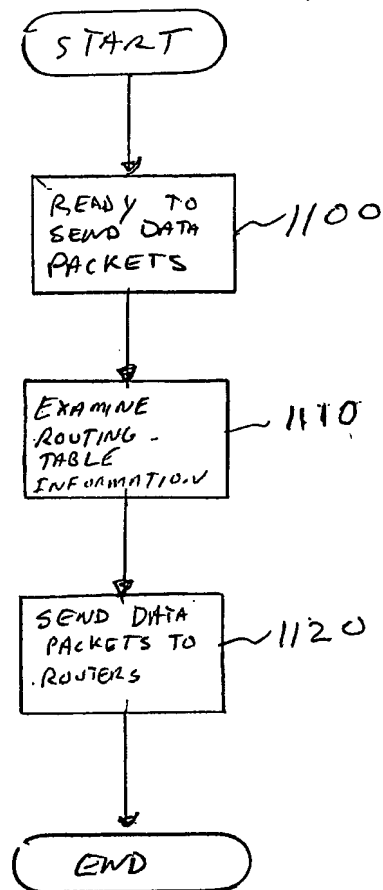 START
READY TO
SEND DATA
PACKETS
1100
EXAMINE
ROUTING
TABLE
INFORMATION
1110
SEND DATA
PACKETS TO
ROUTERS
1120
END